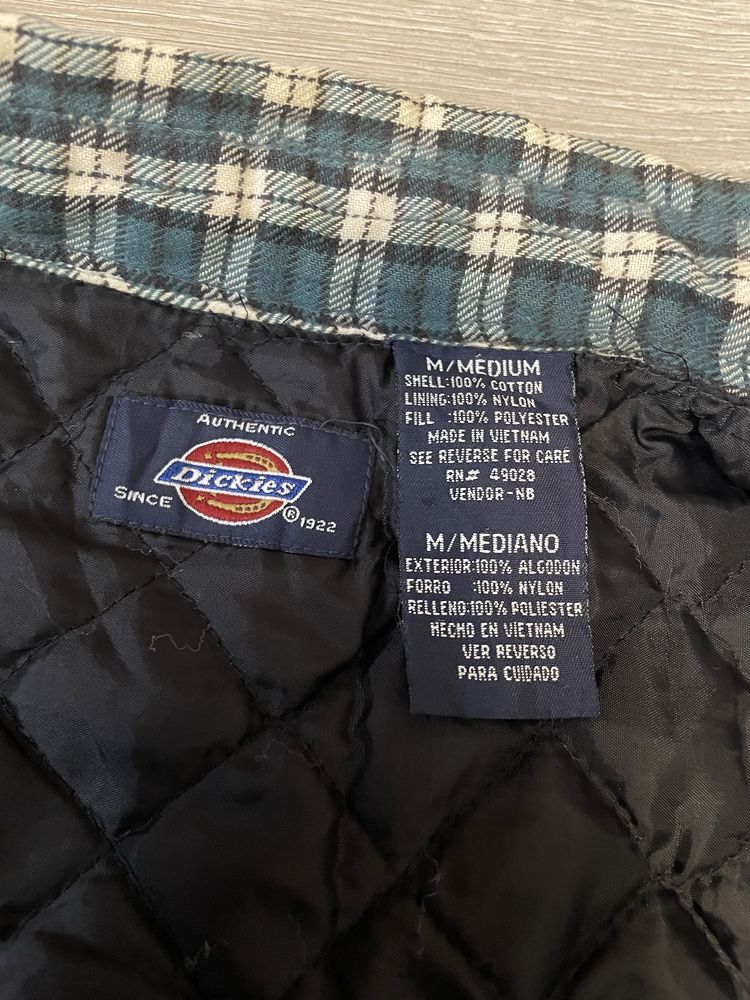 AUTHENTIC
Dickies
SINCE ®1922
M/MÉDIUM
SHELL:100% COTTON
LINING:100% NYLON
FILL :100% POLYESTER
MADE IN VIETNAM
SEE REVERSE FOR CARE
RN# 49028
VENDOR-NB
M/MEDIANO
EXTERIOR:100% ALGODON
FORRO :100% NYLON
RELLENO:100% POLIESTER
HECHO EN VIETNAM
VER REVERSO
PARA CUIDADO